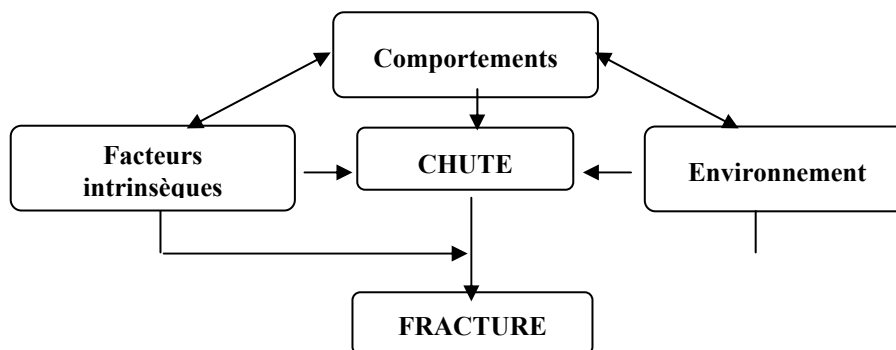 Comportements
Facteurs
intrinsèques
CHUTE
Environnement
FRACTURE